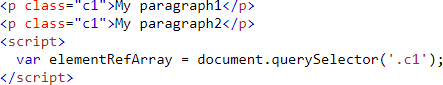 <p class="c1">My paragraph1</p>
<p class="c1">My paragraph2</p>
<script>
  var elementRefArray = document.querySelector('.c1');
</script>